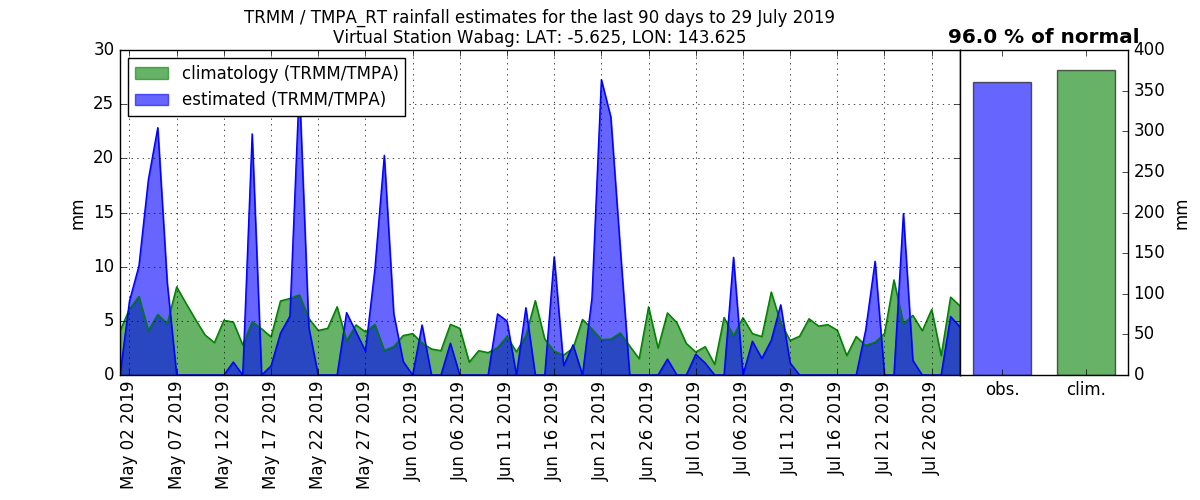 TRMM / TMPA_RT rainfall estimates for the last 90 days to 29 July 2019
Virtual Station Wabag: LAT: -5.625, LON: 143.625
96.0 % of normal
climatology (TRMM/TMPA)
estimated (TRMM/TMPA)
30
25
20
15
10
5
0
mm
May 02 2019
May 07 2019
May 12 2019
May 17 2019
May 22 2019
May 27 2019
Jun 01 2019
Jun 06 2019
Jun 11 2019
Jun 16 2019
Jun 21 2019
Jun 26 2019
Jul 01 2019
Jul 06 2019
Jul 11 2019
Jul 16 2019
Jul 21 2019
Jul 26 2019
obs.
clim.
400
350
300
250
200
150
100
50
0
mm